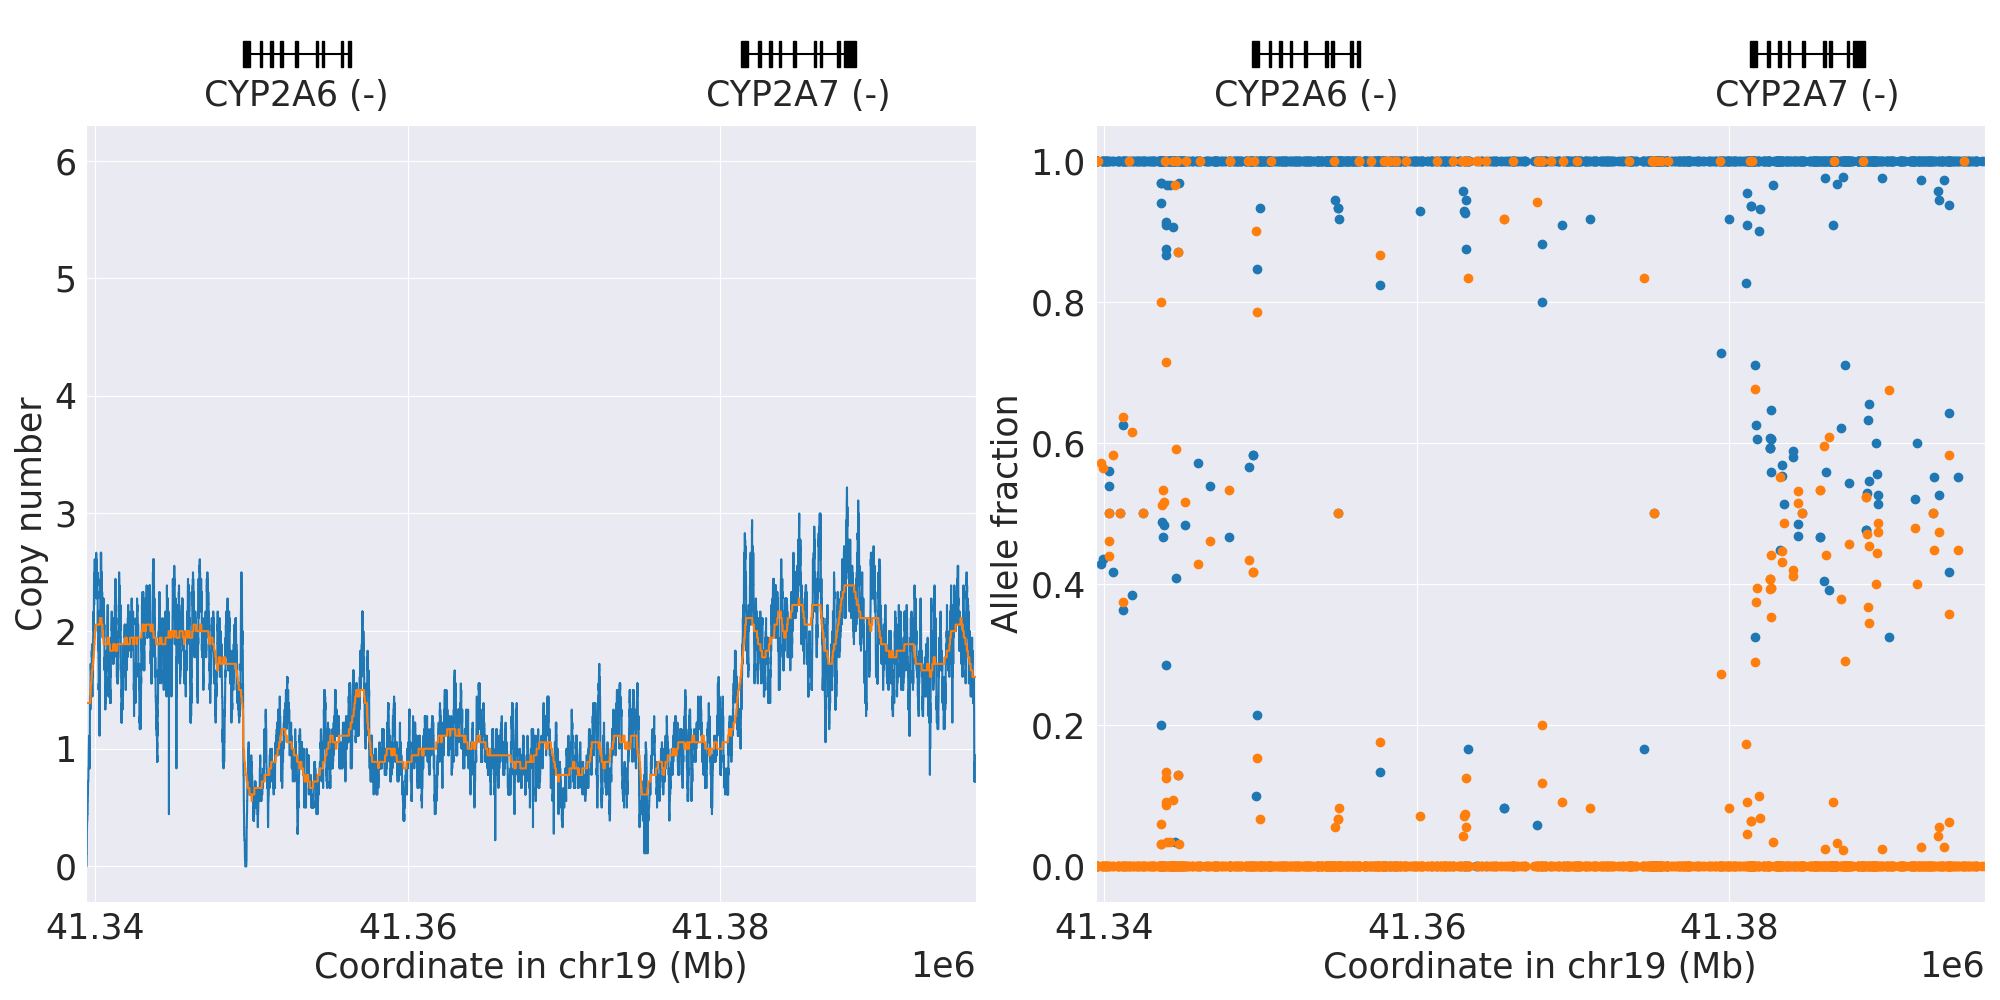 CYP2A6 (-) CYP2A7 (-)
6
5
4
3
2
1
0
Copy number
41.34 41.36 41.38
Coordinate in chr19 (Mb) 1e6
CYP2A6 (-) CYP2A7 (-)
1.0
0.8
0.6
0.4
0.2
0.0
Allele fraction
41.34 41.36 41.38
Coordinate in chr19 (Mb) 1e6